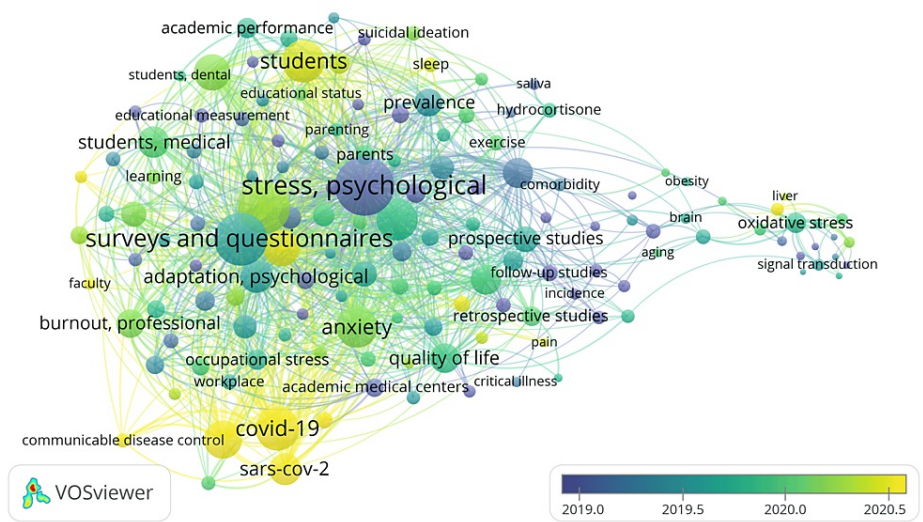 academic performance
suicidal ideation
students
sleep
students, dental
saliva
educational status
prevalence
hydrocortisone
educational measurement
parenting
students, medical
exercise
parents
learning
stress, psychological
comorbidity
obesity
liver
brain
oxidative stress
surveys and questionnaires
prospective studies
aging
signal transduction
adaptation, psychological
follow-up studies
faculty
incidence
burnout, professional
anxiety
retrospective studies
pain
occupational stress
quality of life
workplace
academic medical centers
critical illness
covid-19
communicable disease control
sars-cov-2
VOSviewer
2019.0
2019.5
2020.0
2020.5